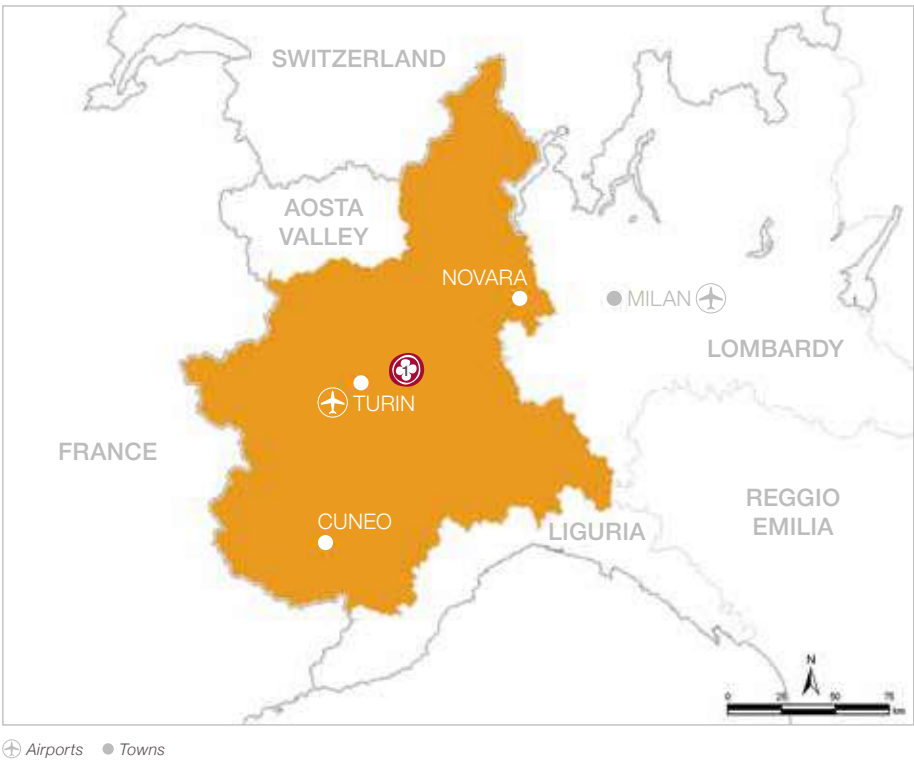 SWITZERLAND
AOSTA
VALLEY
NOVARA
MILAN
LOMBARDY
1
TURIN
FRANCE
CUNEO
REGGIO
EMILIA
LIGURIA
N
0 25 50 75
km
Airports Towns